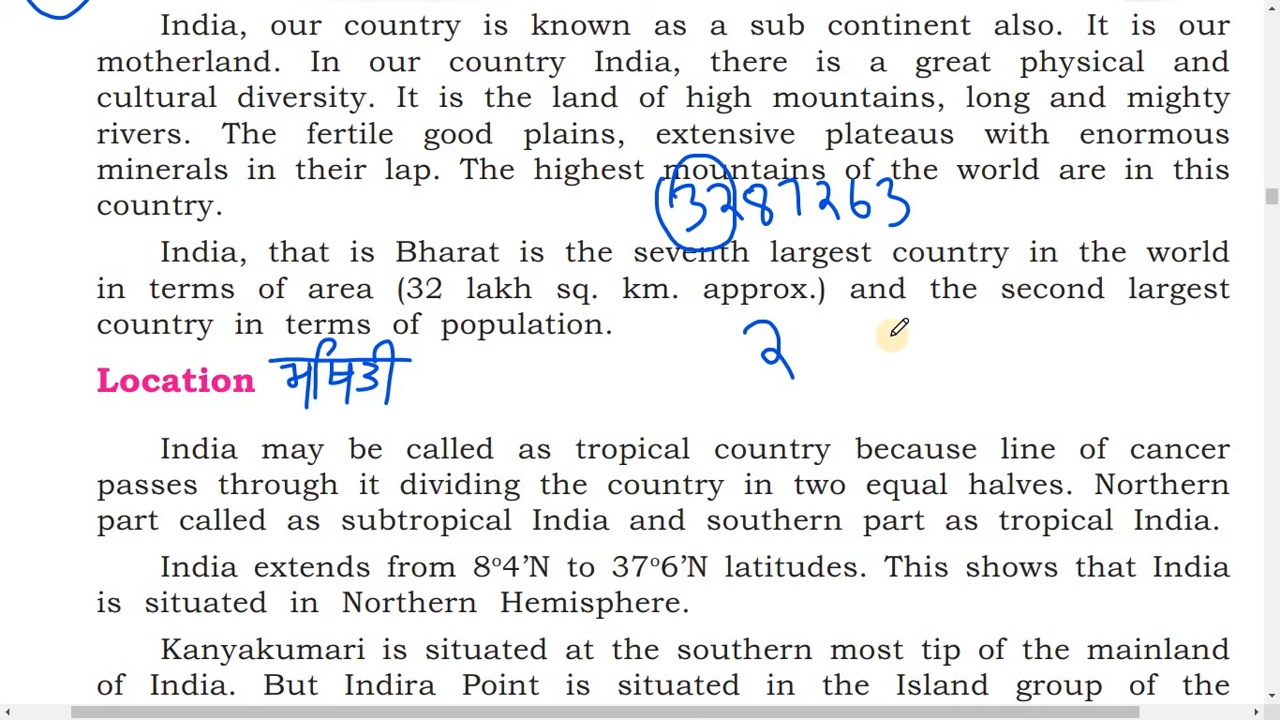 India, our country is known as a sub continent also. It is our
motherland. In our country India, there is a great physical and
cultural diversity. It is the land of high mountains, long and mighty
rivers. The fertile good plains, extensive plateaus with enormous
minerals in their lap. The highest mountains of the world are in this
country.
3287263
India, that is Bharat is the seventh largest country in the world
in terms of area (32 lakh sq. km. approx.) and the second largest
country in terms of population.
2
Location ਸਥਿਤੀ
India may be called as tropical country because line of cancer
passes through it dividing the country in two equal halves. Northern
part called as subtropical India and southern part as tropical India.
India extends from 8°4’N to 37°6’N latitudes. This shows that India
is situated in Northern Hemisphere.
Kanyakumari is situated at the southern most tip of the mainland
of India. But Indira Point is situated in the Island group of the